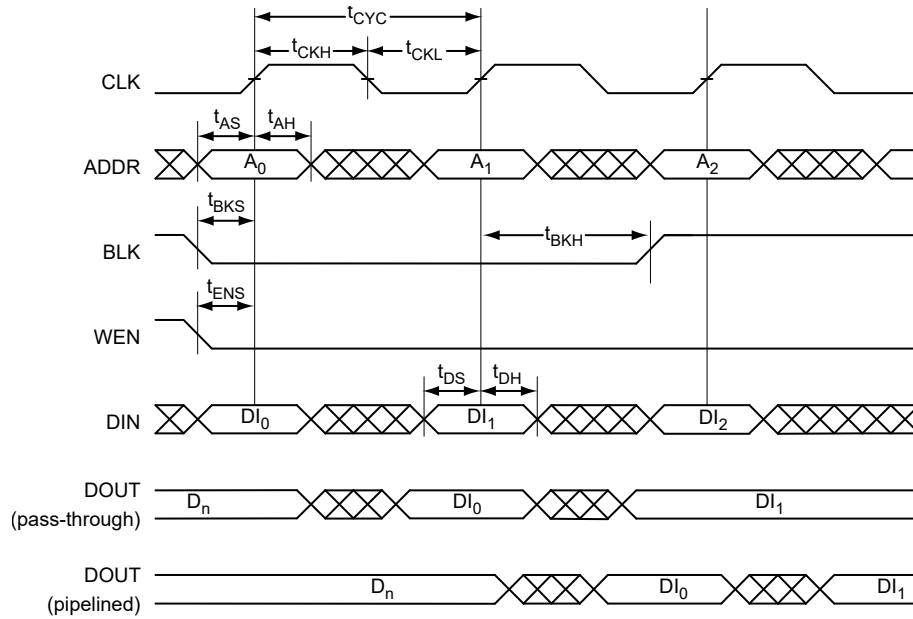 tCYC
tCKH tCKL
CLK
tAS tAH
ADDR A0 A1 A2
tBKS
BLK tBKH
tENS
WEN
tDS tDH
DIN DI0 DI1 DI2
DOUT
(pass-through)
Dn DI0 DI1
DOUT
(pipelined)
Dn DI0 DI1